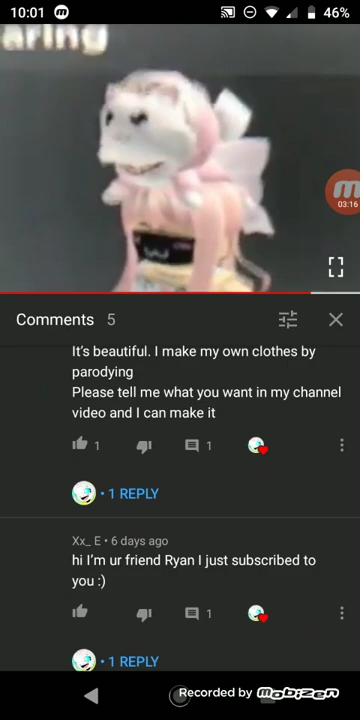 10:01 46%
aring
03:16
Comments 5
It's beautiful. I make my own clothes by
parodying
Please tell me what you want in my channel
video and I can make it
1 1
• 1 REPLY
Xx_ E • 6 days ago
hi I'm ur friend Ryan I just subscribed to
you :)
1
• 1 REPLY
Recorded by mobizen